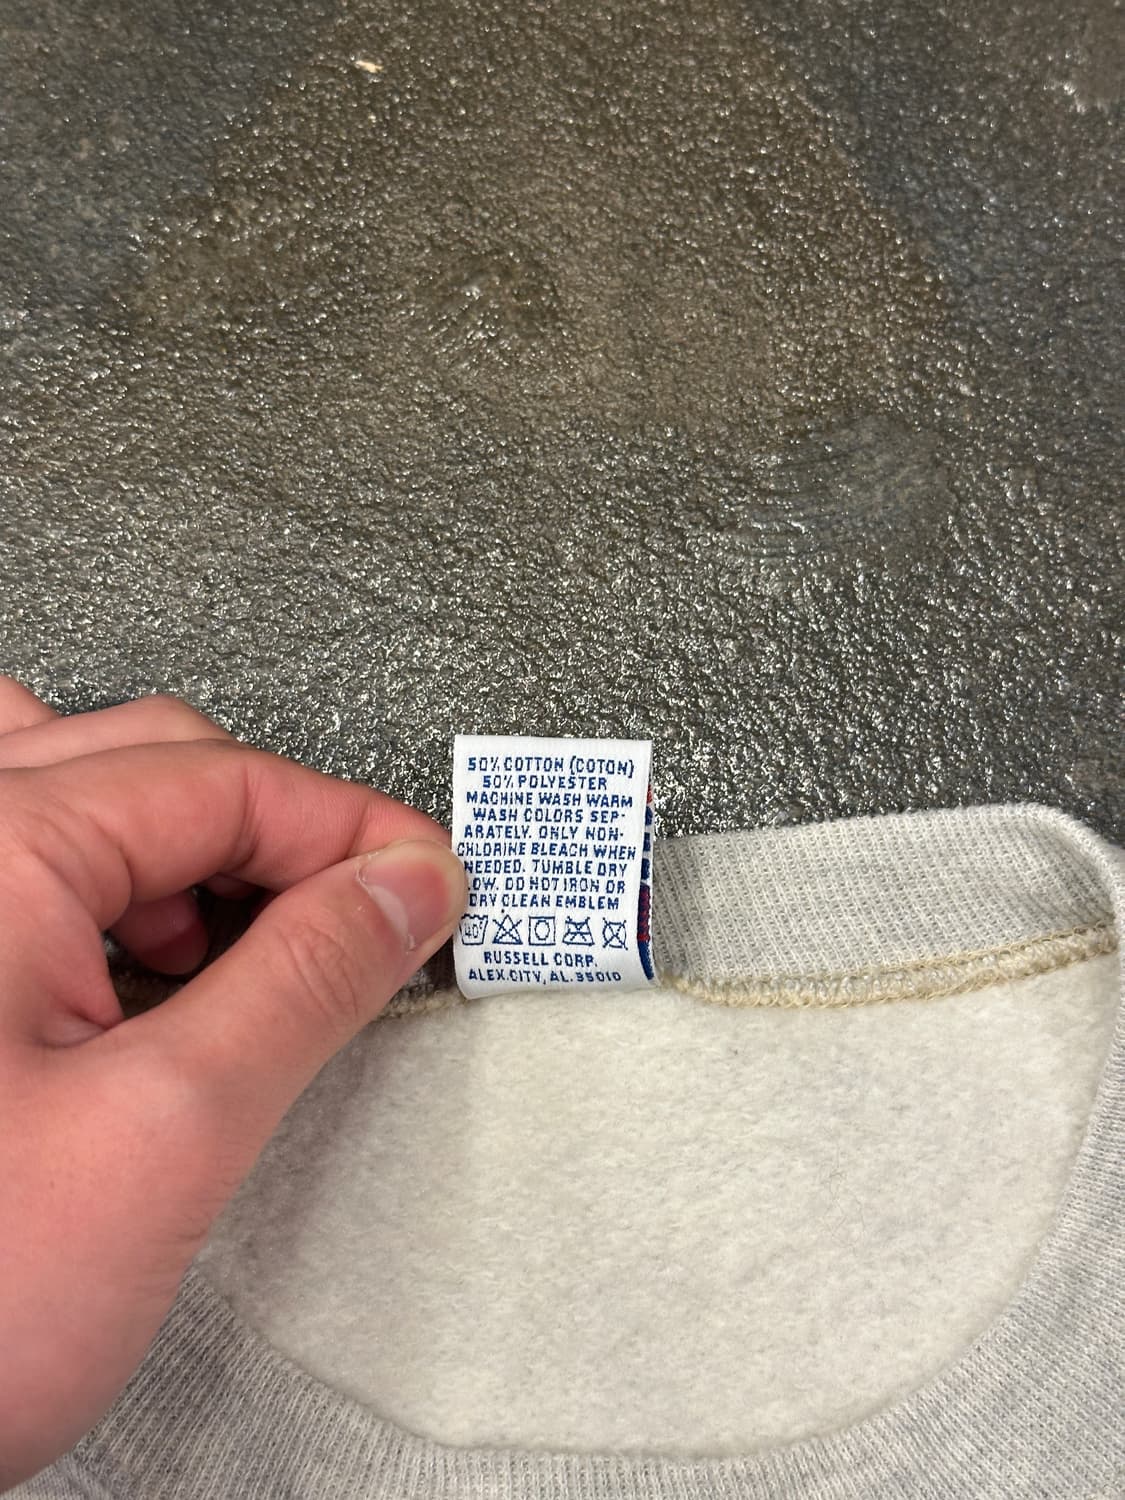 50% COTTON (COTON)
50% POLYESTER
MACHINE WASH WARM
WASH COLORS SEP-
ARATELY. ONLY NON-
CHLORINE BLEACH WHEN
NEEDED. TUMBLE DRY
LOW. DO NOT IRON OR
DRY CLEAN EMBLEM
40°
RUSSELL CORP.
ALEX.CITY, AL. 35010